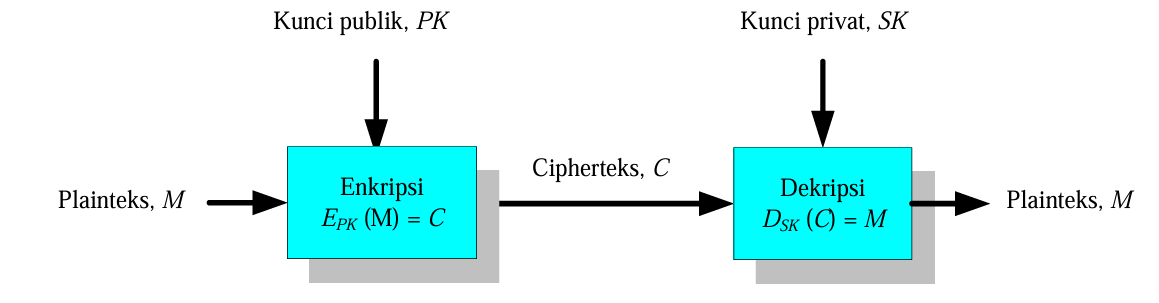 Kunci publik, PK
Kunci privat, SK
Plainteks, M
Enkripsi
E_PK (M) = C
Cipherteks, C
Dekripsi
D_SK (C) = M
Plainteks, M